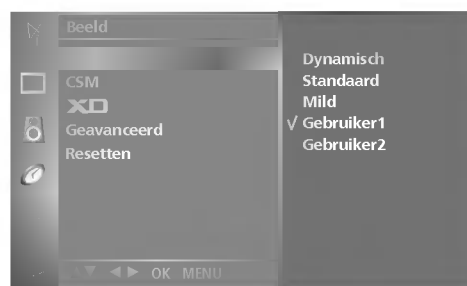 Beeld
CSM
XD
Geavanceerd
Resetten
▲▼ ◀ ▶ OK MENU
Dynamisch
Standaard
Mild
√ Gebruiker1
Gebruiker2